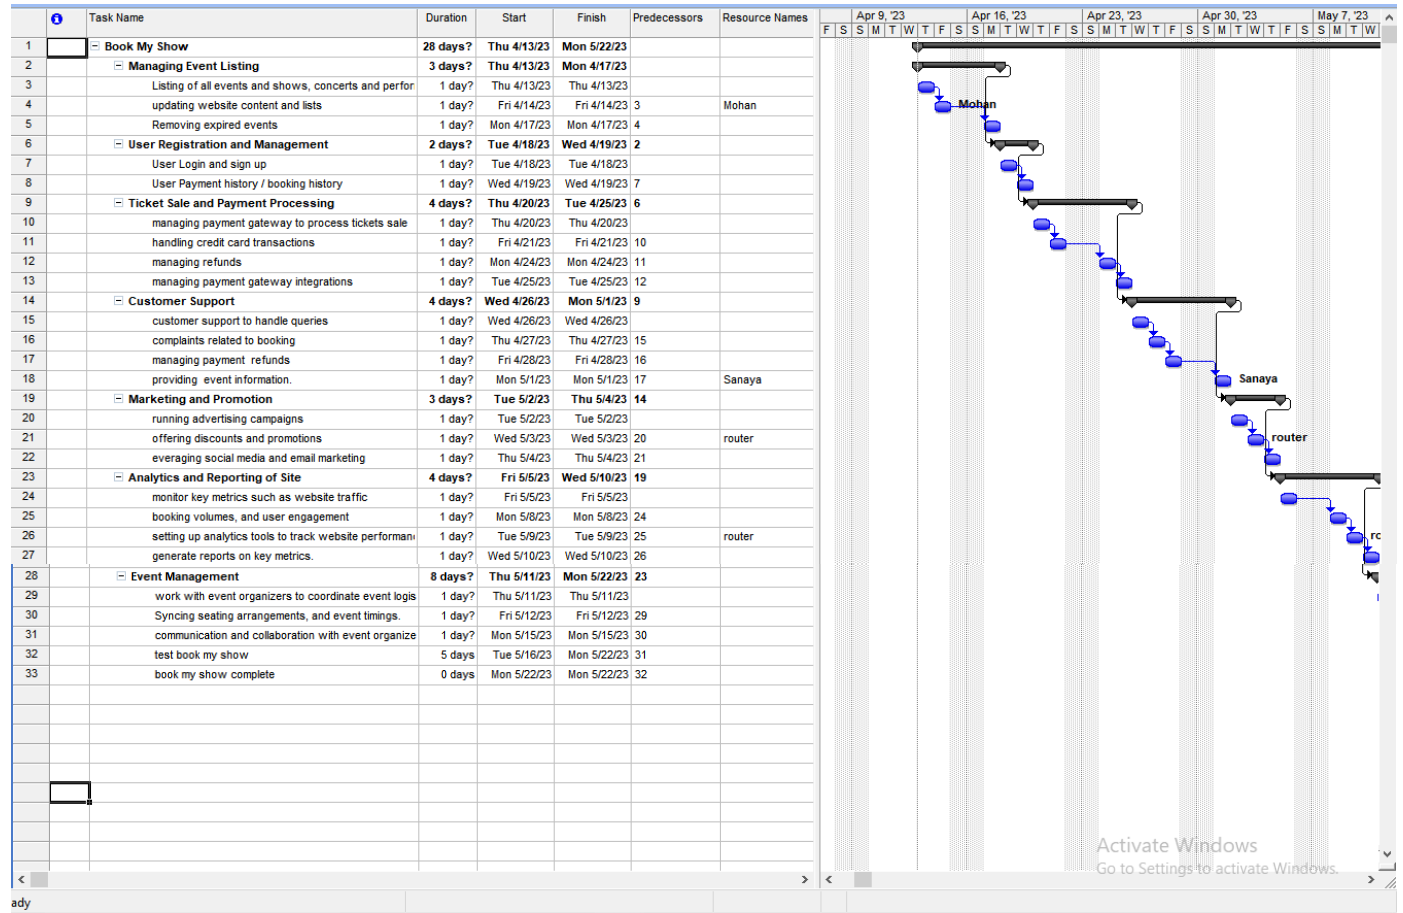 Task Name Duration Start Finish Predecessors Resource Names Apr 9, '23 Apr 16, '23 Apr 23, '23 Apr 30, '23 May 7, '23
F S S M T W T F S S M T W T F S S M T W T F S S M T W T F S S M T W
1 Book My Show 28 days? Thu 4/13/23 Mon 5/22/23
2 Managing Event Listing 3 days? Thu 4/13/23 Mon 4/17/23
3 Listing of all events and shows, concerts and perfor 1 day? Thu 4/13/23 Thu 4/13/23
4 updating website content and lists 1 day? Fri 4/14/23 Fri 4/14/23 3 Mohan Mohan
5 Removing expired events 1 day? Mon 4/17/23 Mon 4/17/23 4
6 User Registration and Management 2 days? Tue 4/18/23 Wed 4/19/23 2
7 User Login and sign up 1 day? Tue 4/18/23 Tue 4/18/23
8 User Payment history / booking history 1 day? Wed 4/19/23 Wed 4/19/23 7
9 Ticket Sale and Payment Processing 4 days? Thu 4/20/23 Tue 4/25/23 6
10 managing payment gateway to process tickets sale 1 day? Thu 4/20/23 Thu 4/20/23
11 handling credit card transactions 1 day? Fri 4/21/23 Fri 4/21/23 10
12 managing refunds 1 day? Mon 4/24/23 Mon 4/24/23 11
13 managing payment gateway integrations 1 day? Tue 4/25/23 Tue 4/25/23 12
14 Customer Support 4 days? Wed 4/26/23 Mon 5/1/23 9
15 customer support to handle queries 1 day? Wed 4/26/23 Wed 4/26/23
16 complaints related to booking 1 day? Thu 4/27/23 Thu 4/27/23 15
17 managing payment refunds 1 day? Fri 4/28/23 Fri 4/28/23 16
18 providing event information. 1 day? Mon 5/1/23 Mon 5/1/23 17 Sanaya Sanaya
19 Marketing and Promotion 3 days? Tue 5/2/23 Thu 5/4/23 14
20 running advertising campaigns 1 day? Tue 5/2/23 Tue 5/2/23
21 offering discounts and promotions 1 day? Wed 5/3/23 Wed 5/3/23 20 router router
22 everaging social media and email marketing 1 day? Thu 5/4/23 Thu 5/4/23 21
23 Analytics and Reporting of Site 4 days? Fri 5/5/23 Wed 5/10/23 19
24 monitor key metrics such as website traffic 1 day? Fri 5/5/23 Fri 5/5/23
25 booking volumes, and user engagement 1 day? Mon 5/8/23 Mon 5/8/23 24
26 setting up analytics tools to track website performan 1 day? Tue 5/9/23 Tue 5/9/23 25 router ro
27 generate reports on key metrics. 1 day? Wed 5/10/23 Wed 5/10/23 26
28 Event Management 8 days? Thu 5/11/23 Mon 5/22/23 23
29 work with event organizers to coordinate event logis 1 day? Thu 5/11/23 Thu 5/11/23
30 Syncing seating arrangements, and event timings. 1 day? Fri 5/12/23 Fri 5/12/23 29
31 communication and collaboration with event organize 1 day? Mon 5/15/23 Mon 5/15/23 30
32 test book my show 5 days Tue 5/16/23 Mon 5/22/23 31
33 book my show complete 0 days Mon 5/22/23 Mon 5/22/23 32
Activate Windows
Go to Settings to activate Windows.
ady